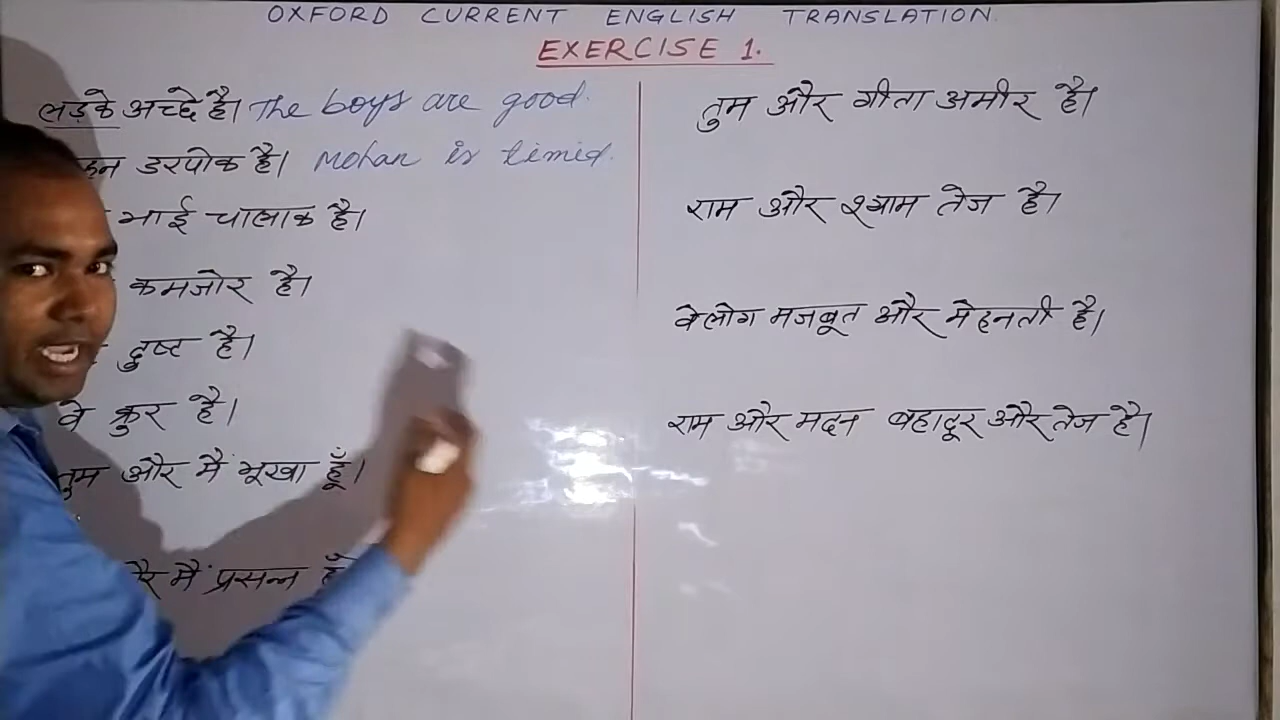 OXFORD CURRENT ENGLISH TRANSLATION.
EXERCISE 1.
लड़के अच्छे है। The boys are good.
हन डरपोक है। Mohan is timid.
भाई चालाक है।
कमजोर है।
दुष्ट है।
वे क्रुर है।
तुम और मैं भूखा हूँ।
मैं प्रसन्न
तुम और गीता अमीर है।
राम और श्याम तेज है।
वेलोग मजबूत और मेहनती है।
राम और मदन बहादूर और तेज है।